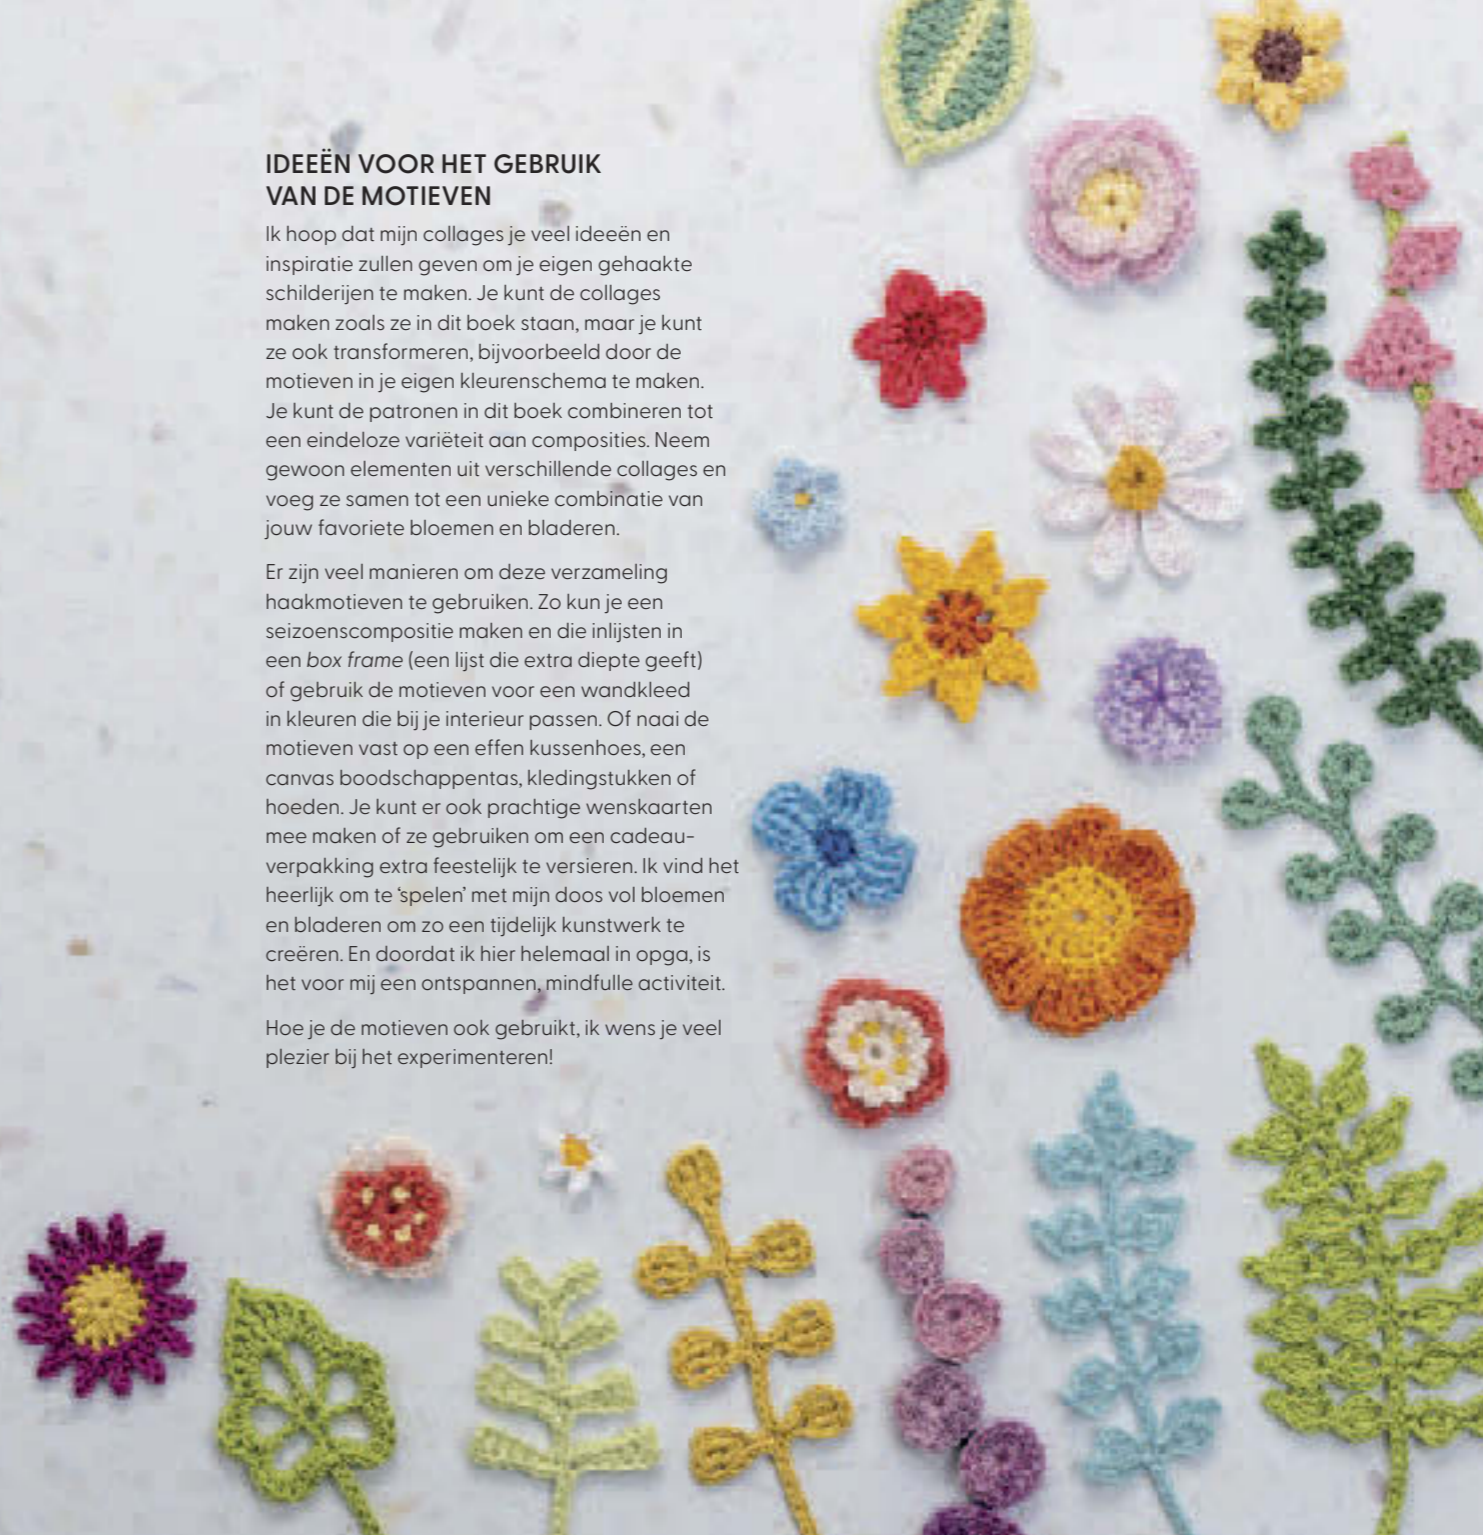 IDEEËN VOOR HET GEBRUIK
VAN DE MOTIEVEN
Ik hoop dat mijn collages je veel ideeën en
inspiratie zullen geven om je eigen gehaakte
schilderijen te maken. Je kunt de collages
maken zoals ze in dit boek staan, maar je kunt
ze ook transformeren, bijvoorbeeld door de
motieven in je eigen kleurenschema te maken.
Je kunt de patronen in dit boek combineren tot
een eindeloze variëteit aan composities. Neem
gewoon elementen uit verschillende collages en
voeg ze samen tot een unieke combinatie van
jouw favoriete bloemen en bladeren.
Er zijn veel manieren om deze verzameling
haakmotieven te gebruiken. Zo kun je een
seizoenscompositie maken en die inlijsten in
een box frame (een lijst die extra diepte geeft)
of gebruik de motieven voor een wandkleed
in kleuren die bij je interieur passen. Of naai de
motieven vast op een effen kussenhoes, een
canvas boodschappentas, kledingstukken of
hoeden. Je kunt er ook prachtige wenskaarten
mee maken of ze gebruiken om een cadeau-
verpakking extra feestelijk te versieren. Ik vind het
heerlijk om te ‘spelen’ met mijn doos vol bloemen
en bladeren om zo een tijdelijk kunstwerk te
creëren. En doordat ik hier helemaal in opga, is
het voor mij een ontspannen, mindfulle activiteit.
Hoe je de motieven ook gebruikt, ik wens je veel
plezier bij het experimenteren!